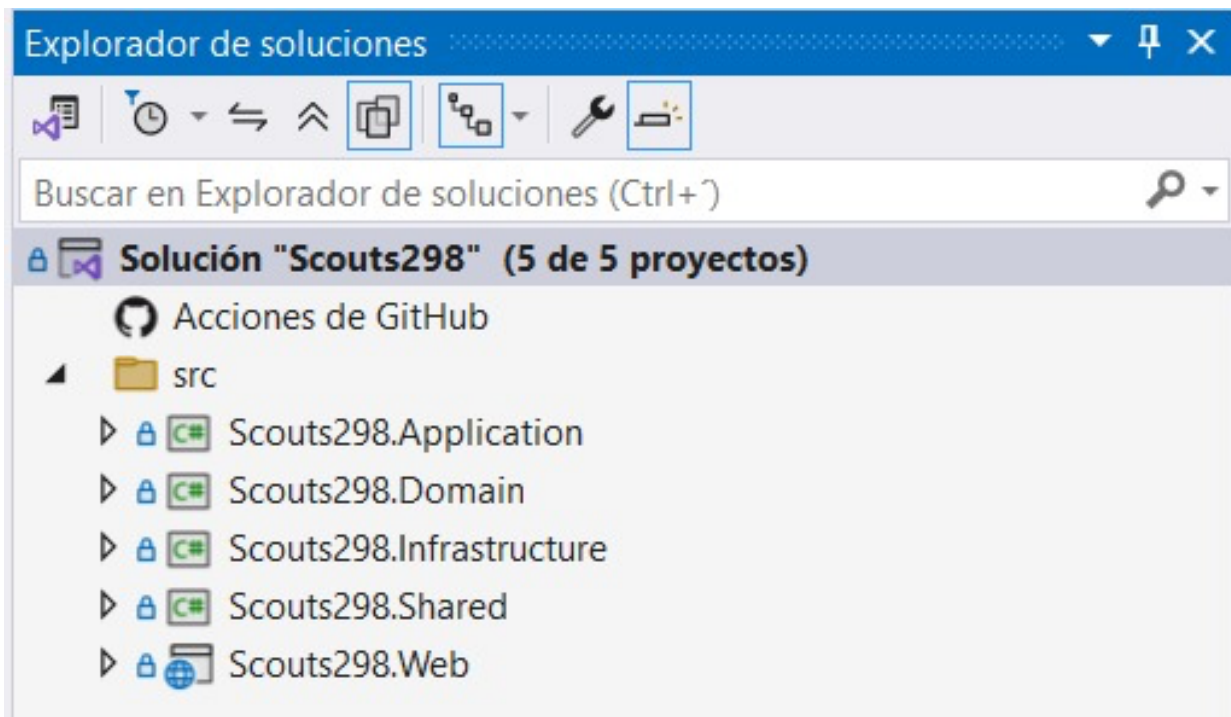 Explorador de soluciones
Buscar en Explorador de soluciones (Ctrl+´)
Solución "Scouts298" (5 de 5 proyectos)
Acciones de GitHub
src
C# Scouts298.Application
C# Scouts298.Domain
C# Scouts298.Infrastructure
C# Scouts298.Shared
Scouts298.Web